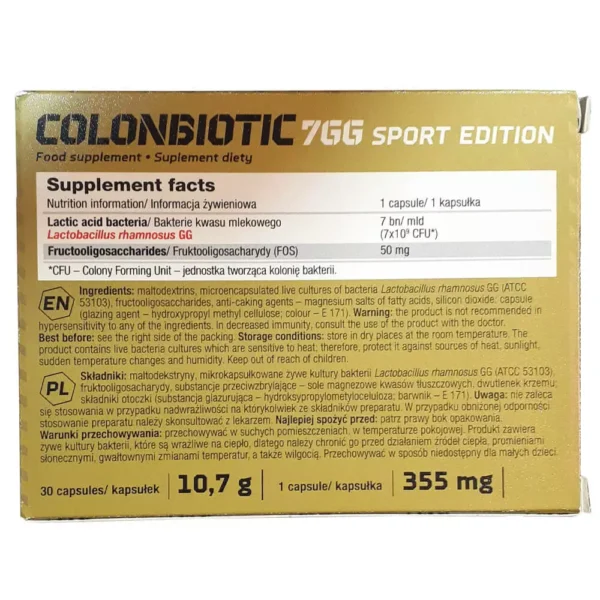 COLONBIOTIC 7GG SPORT EDITION
Food supplement • Suplement diety
Supplement facts
Nutrition information/ Informacja żywieniowa 1 capsule/ 1 kapsułka
Lactic acid bacteria/ Bakterie kwasu mlekowego 7 bn/ mld
Lactobacillus rhamnosus GG (7x10⁹ CFU*)
Fructooligosaccharides/ Fruktooligosacharydy (FOS) 50 mg
*CFU – Colony Forming Unit – jednostka tworząca kolonię bakterii.
EN
Ingredients: maltodextrins, microencapsulated live cultures of bacteria Lactobacillus rhamnosus GG (ATCC
53103), fructooligosaccharides, anti-caking agents – magnesium salts of fatty acids, silicon dioxide: capsule
(glazing agent – hydroxypropyl methyl cellulose; colour – E 171). Warning: the product is not recommended in
hypersensitivity to any of the ingredients. In decreased immunity, consult the use of the product with the doctor.
Best before: see the right side of the packing. Storage conditions: store in dry places at the room temperature. The
product contains live bacteria cultures which are sensitive to heat, therefore, protect it against sources of heat, sunlight,
sudden temperature changes and humidity. Keep out of reach of children.
PL
Składniki: maltodekstryny, mikrokapsułkowane żywe kultury bakterii Lactobacillus rhamnosus GG (ATCC 53103),
fruktooligosacharydy, substancje przeciwzbrylające – sole magnezowe kwasów tłuszczowych, dwutlenek krzemu;
składniki otoczki (substancja glazurująca – hydroksypropylometyloceluloza; barwnik – E 171). Uwaga: nie zaleca
się stosowania w przypadku nadwrażliwości na którykolwiek ze składników preparatu. W przypadku obniżonej odporności
stosowanie preparatu należy skonsultować z lekarzem. Najlepiej spożyć przed: patrz prawy bok opakowania.
Warunki przechowywania: przechowywać w suchych pomieszczeniach, w temperaturze pokojowej. Produkt zawiera
żywe kultury bakterii, które są wrażliwe na ciepło, dlatego należy chronić go przed działaniem źródeł ciepła, promieniami
słonecznymi, gwałtownymi zmianami temperatur, a także wilgocią. Przechowywać w sposób niedostępny dla małych dzieci.
30 capsules/ kapsułek 10,7 g 1 capsule/ kapsułka 355 mg